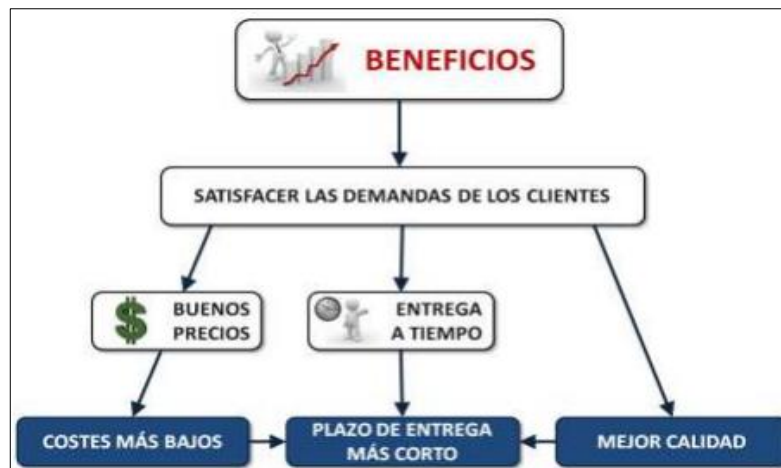 BENEFICIOS
SATISFACER LAS DEMANDAS DE LOS CLIENTES
$ BUENOS
PRECIOS
ENTREGA
A TIEMPO
COSTES MÁS BAJOS
PLAZO DE ENTREGA
MÁS CORTO
MEJOR CALIDAD